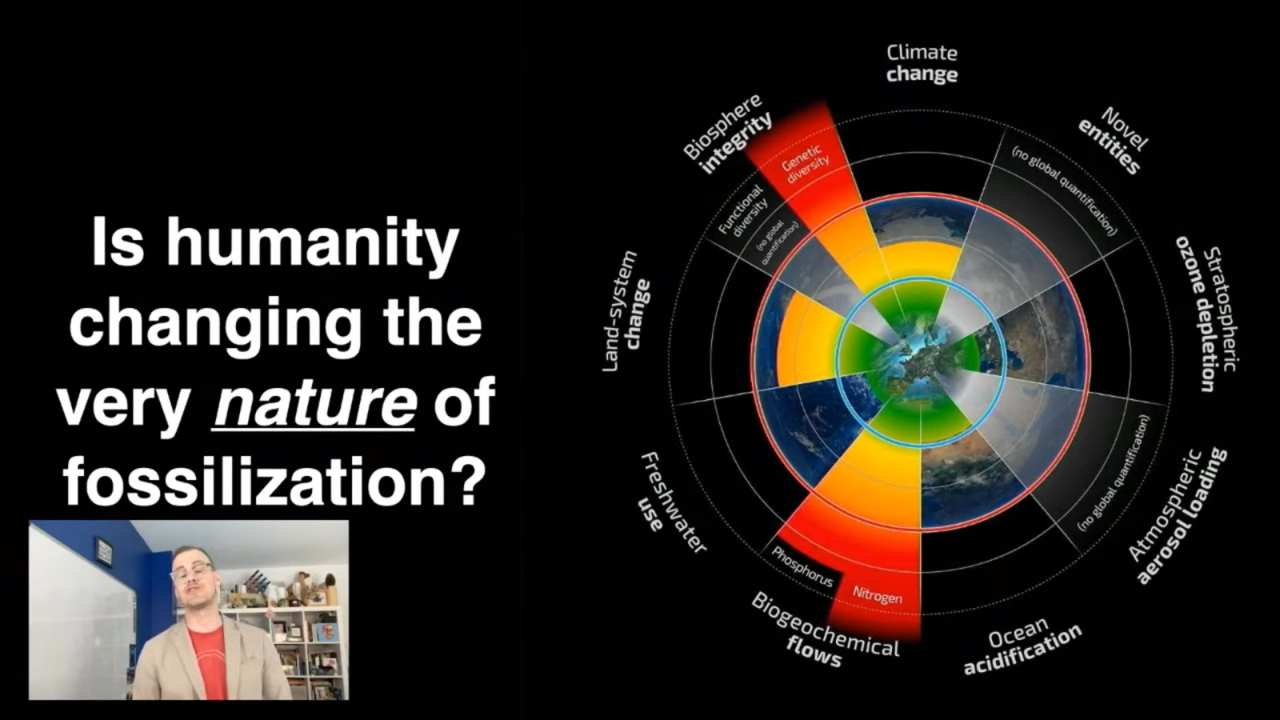 Is humanity
changing the
very nature of
fossilization?
Climate
change
Novel
entities
(no global quantification)
Stratospheric
ozone depletion
Atmospheric
aerosol loading
(no global quantification)
Ocean
acidification
Biogeochemical
flows
Phosphorus
Nitrogen
Freshwater
use
Land-system
change
Biosphere
integrity
Functional
diversity
(no global
quantification)
Genetic
diversity